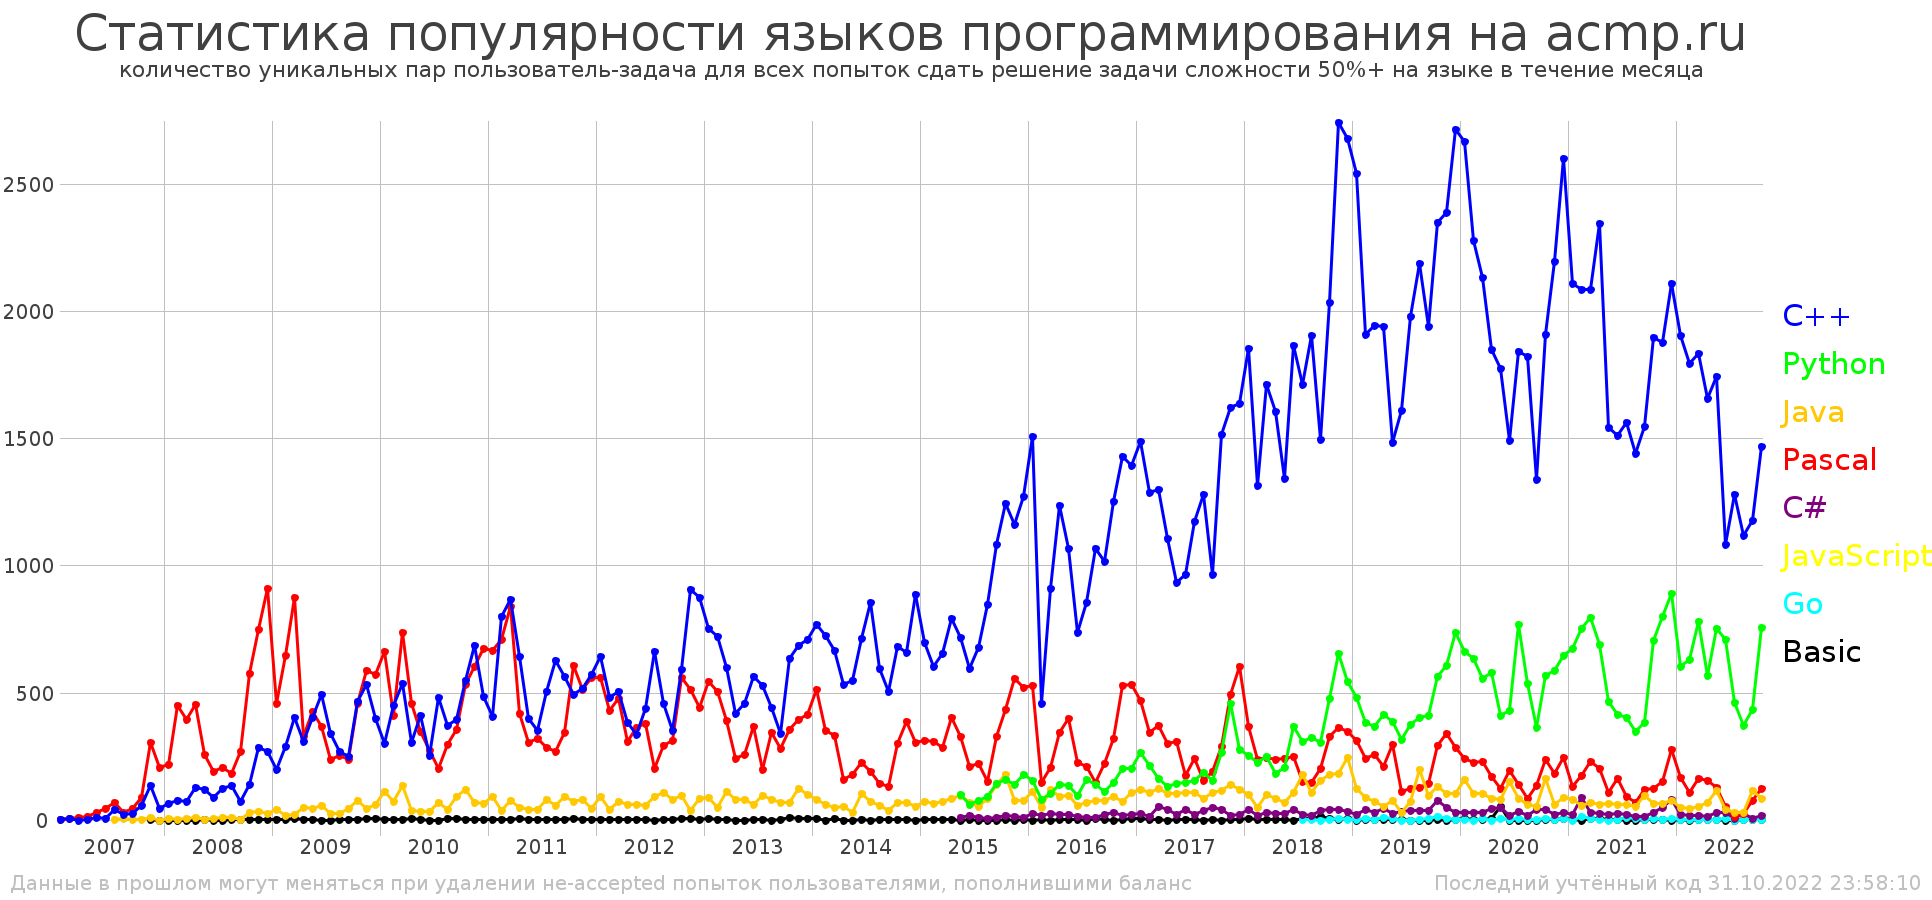 Статистика популярности языков программирования на acmp.ru
количество уникальных пар пользователь-задача для всех попыток сдать решение задачи сложности 50%+ на языке в течение месяца
2500
2000
1500
1000
500
0
C++
Python
Java
Pascal
C#
JavaScript
Go
Basic
2007 2008 2009 2010 2011 2012 2013 2014 2015 2016 2017 2018 2019 2020 2021 2022
Данные в прошлом могут меняться при удалении не-accepted попыток пользователями, пополнившими баланс
Последний учтённый код 31.10.2022 23:58:10